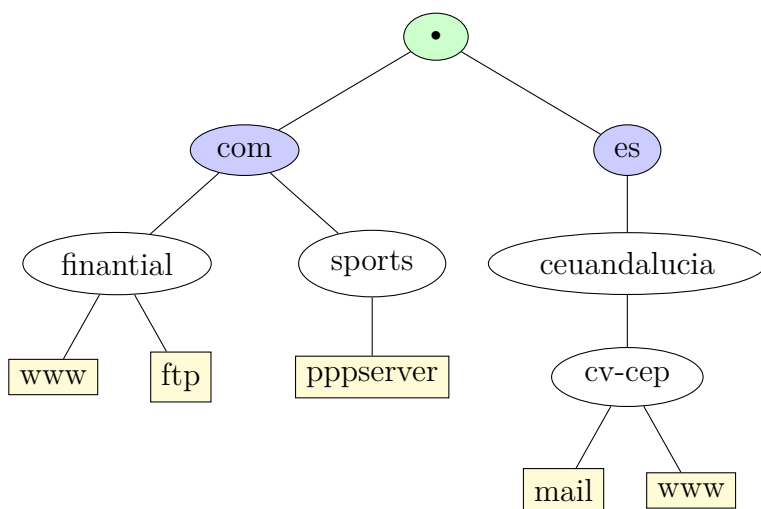 •
com
es
finantial
sports
ceuandalucia
www
ftp
pppserver
cv-cep
mail
www